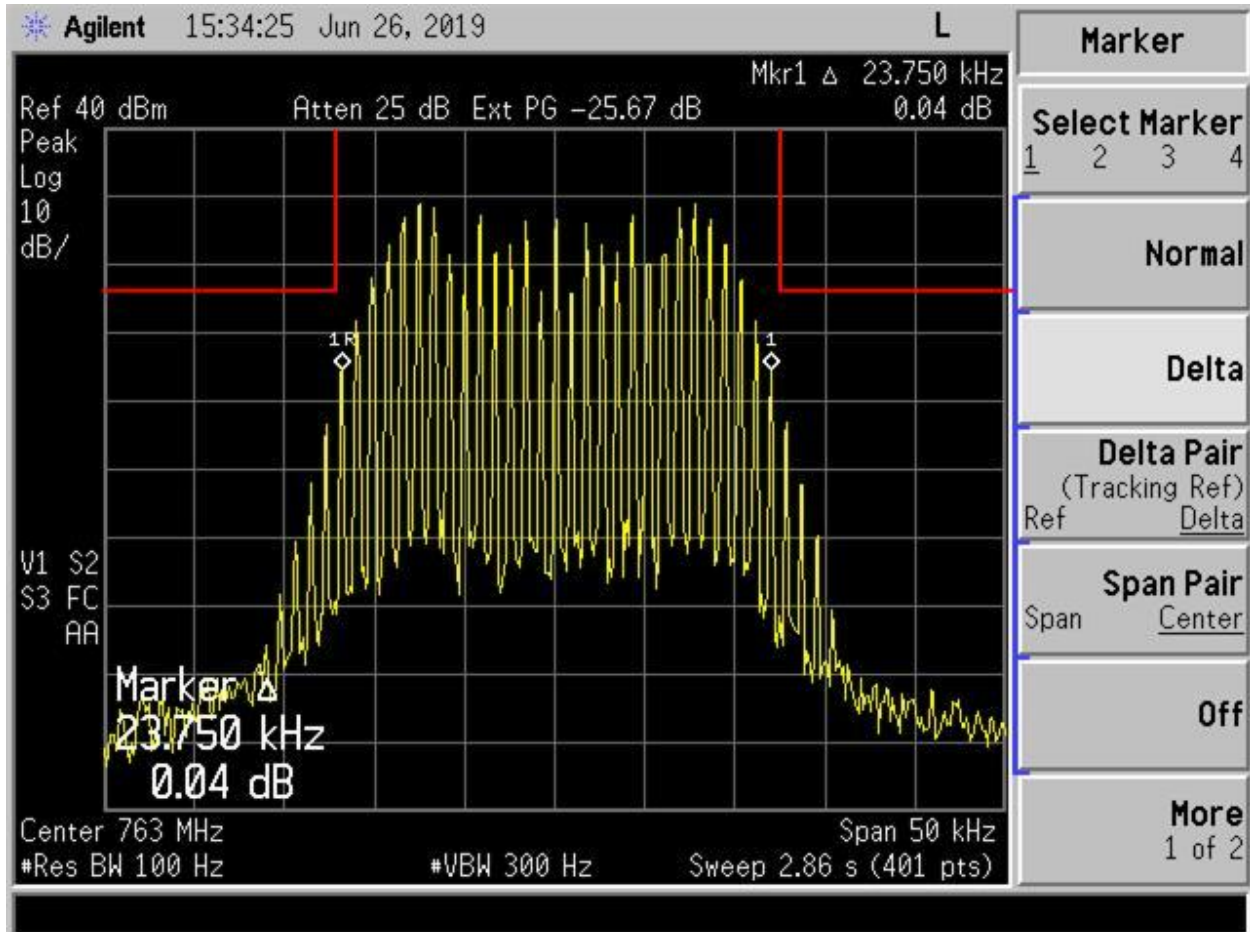 Agilent 15:34:25 Jun 26, 2019 L
Mkr1 Δ 23.750 kHz
Ref 40 dBm Atten 25 dB Ext PG -25.67 dB 0.04 dB
Peak
Log
10
dB/
1R 1
V1 S2
S3 FC
AA
Marker Δ
23.750 kHz
0.04 dB
Center 763 MHz Span 50 kHz
#Res BW 100 Hz #VBW 300 Hz Sweep 2.86 s (401 pts)
Marker
Select Marker
1 2 3 4
Normal
Delta
Delta Pair
(Tracking Ref)
Ref Delta
Span Pair
Span Center
Off
More
1 of 2